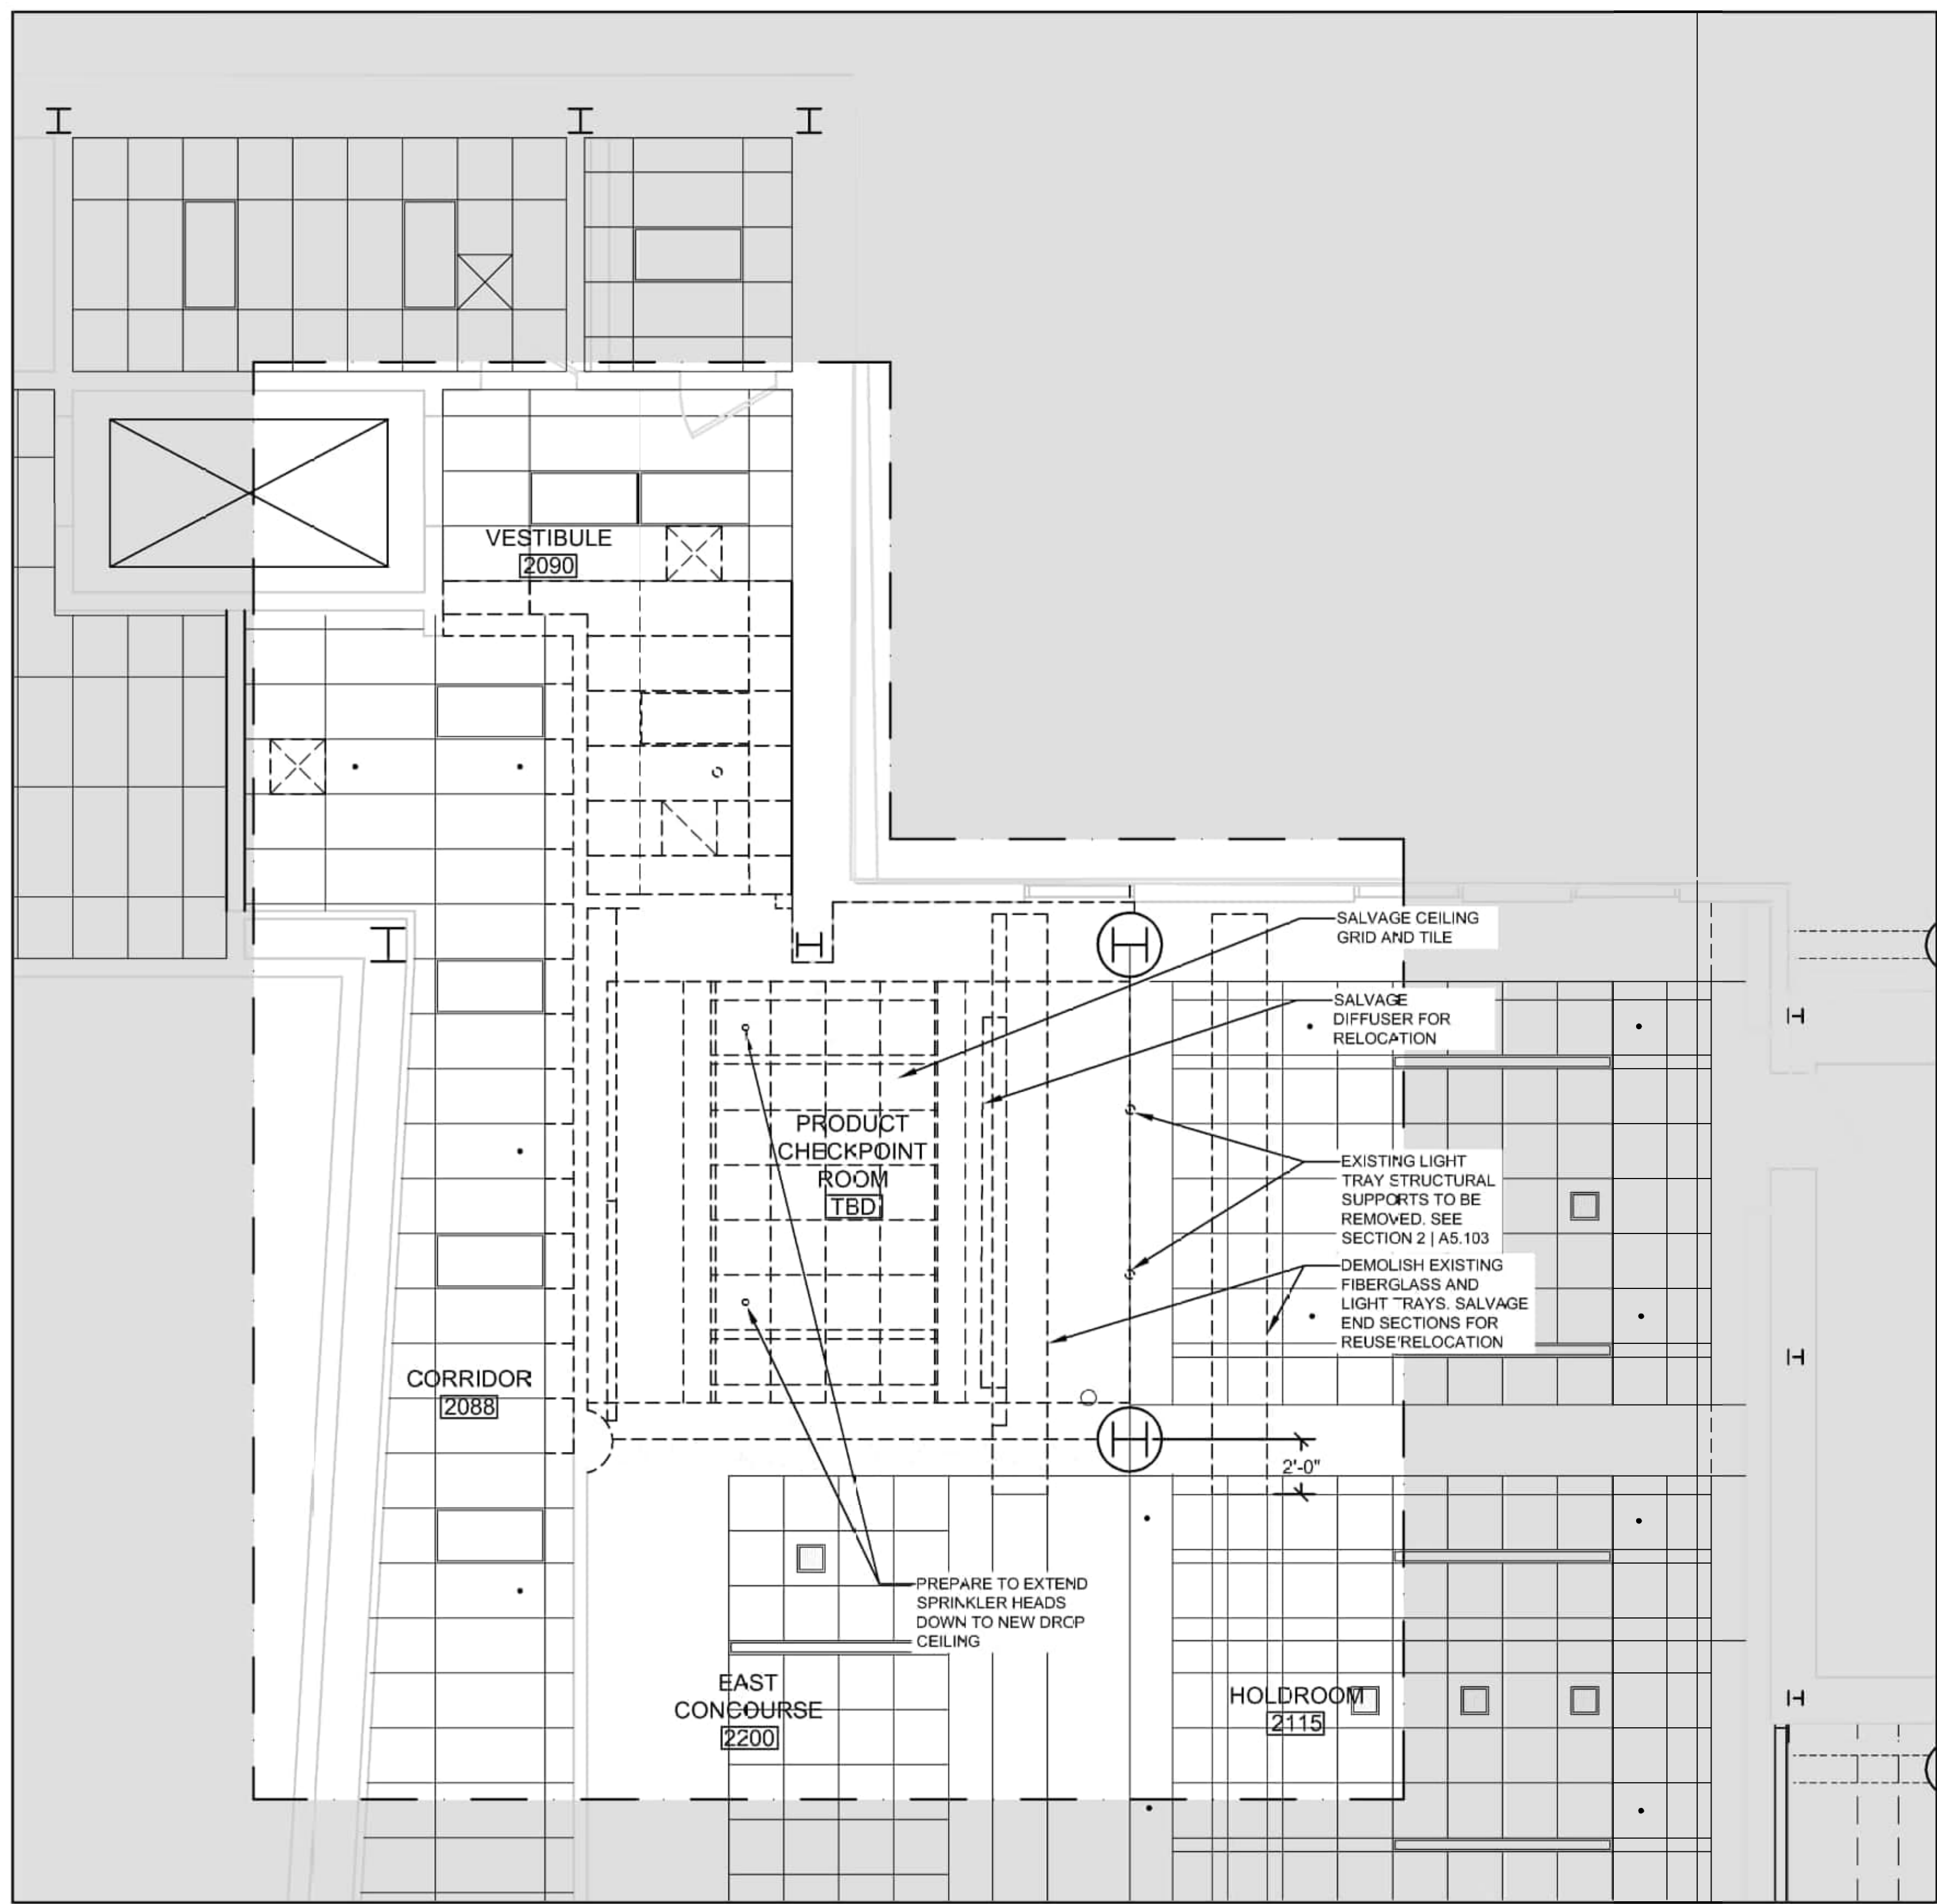 VESTIBULE
2090
SALVAGE CEILING
GRID AND TILE
SALVAGE
DIFFUSER FOR
RELOCATION
PRODUCT
CHECKPOINT
ROOM
TBD
EXISTING LIGHT
TRAY STRUCTURAL
SUPPORTS TO BE
REMOVED. SEE
SECTION 2 | A5.103
DEMOLISH EXISTING
FIBERGLASS AND
LIGHT TRAYS. SALVAGE
END SECTIONS FOR
REUSE/RELOCATION
CORRIDOR
2088
2'-0"
PREPARE TO EXTEND
SPRINKLER HEADS
DOWN TO NEW DROP
CEILING
EAST
CONCOURSE
2200
HOLDROOM
2115